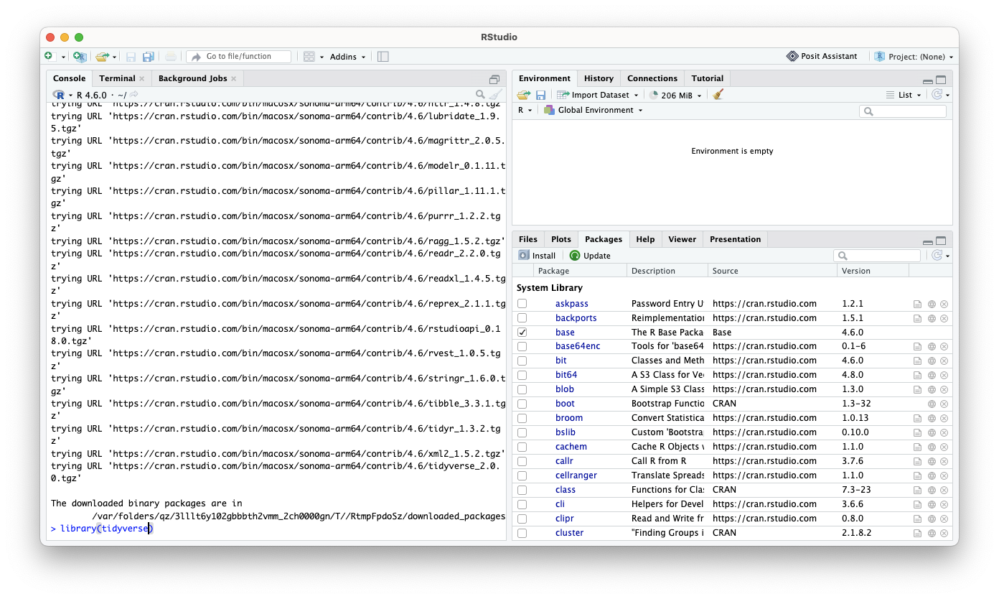 RStudio
Go to file/function
Addins
Posit Assistant
Project: (None)
Console
Terminal
Background Jobs
R 4.6.0 · ~/
trying URL 'https://cran.rstudio.com/bin/macosx/sonoma-arm64/contrib/4.6/httr_1.4.8.tgz'
trying URL 'https://cran.rstudio.com/bin/macosx/sonoma-arm64/contrib/4.6/lubridate_1.9.
5.tgz'
trying URL 'https://cran.rstudio.com/bin/macosx/sonoma-arm64/contrib/4.6/magrittr_2.0.5.
tgz'
trying URL 'https://cran.rstudio.com/bin/macosx/sonoma-arm64/contrib/4.6/modelr_0.1.11.t
gz'
trying URL 'https://cran.rstudio.com/bin/macosx/sonoma-arm64/contrib/4.6/pillar_1.11.1.t
gz'
trying URL 'https://cran.rstudio.com/bin/macosx/sonoma-arm64/contrib/4.6/purrr_1.2.2.tg
z'
trying URL 'https://cran.rstudio.com/bin/macosx/sonoma-arm64/contrib/4.6/ragg_1.5.2.tgz'
trying URL 'https://cran.rstudio.com/bin/macosx/sonoma-arm64/contrib/4.6/readr_2.2.0.tg
z'
trying URL 'https://cran.rstudio.com/bin/macosx/sonoma-arm64/contrib/4.6/readxl_1.4.5.tg
z'
trying URL 'https://cran.rstudio.com/bin/macosx/sonoma-arm64/contrib/4.6/reprex_2.1.1.tg
z'
trying URL 'https://cran.rstudio.com/bin/macosx/sonoma-arm64/contrib/4.6/rstudioapi_0.1
8.0.tgz'
trying URL 'https://cran.rstudio.com/bin/macosx/sonoma-arm64/contrib/4.6/rvest_1.0.5.tg
z'
trying URL 'https://cran.rstudio.com/bin/macosx/sonoma-arm64/contrib/4.6/stringr_1.6.0.t
gz'
trying URL 'https://cran.rstudio.com/bin/macosx/sonoma-arm64/contrib/4.6/tibble_3.3.1.tg
z'
trying URL 'https://cran.rstudio.com/bin/macosx/sonoma-arm64/contrib/4.6/tidyr_1.3.2.tg
z'
trying URL 'https://cran.rstudio.com/bin/macosx/sonoma-arm64/contrib/4.6/xml2_1.5.2.tgz'
trying URL 'https://cran.rstudio.com/bin/macosx/sonoma-arm64/contrib/4.6/tidyverse_2.0.
0.tgz'
The downloaded binary packages are in
/var/folders/qz/3lllt6y102gbbbth2vmm_2ch0000gn/T//RtmpFpdoSz/downloaded_packages
> library(tidyverse)
Environment
History
Connections
Tutorial
Import Dataset
206 MiB
List
R
Global Environment
Environment is empty
Files
Plots
Packages
Help
Viewer
Presentation
Install
Update
Package Description Source Version
System Library
askpass Password Entry U https://cran.rstudio.com 1.2.1
backports Reimplementation https://cran.rstudio.com 1.5.1
base The R Base Packa Base 4.6.0
base64enc Tools for 'base64 https://cran.rstudio.com 0.1-6
bit Classes and Meth https://cran.rstudio.com 4.6.0
bit64 A S3 Class for Vec https://cran.rstudio.com 4.8.0
blob A Simple S3 Class https://cran.rstudio.com 1.3.0
boot Bootstrap Functio CRAN 1.3-32
broom Convert Statistica https://cran.rstudio.com 1.0.13
bslib Custom 'Bootstra https://cran.rstudio.com 0.10.0
cachem Cache R Objects w https://cran.rstudio.com 1.1.0
callr Call R from R https://cran.rstudio.com 3.7.6
cellranger Translate Spreads https://cran.rstudio.com 1.1.0
class Functions for Clas CRAN 7.3-23
cli Helpers for Devel https://cran.rstudio.com 3.6.6
clipr Read and Write fr https://cran.rstudio.com 0.8.0
cluster "Finding Groups i CRAN 2.1.8.2